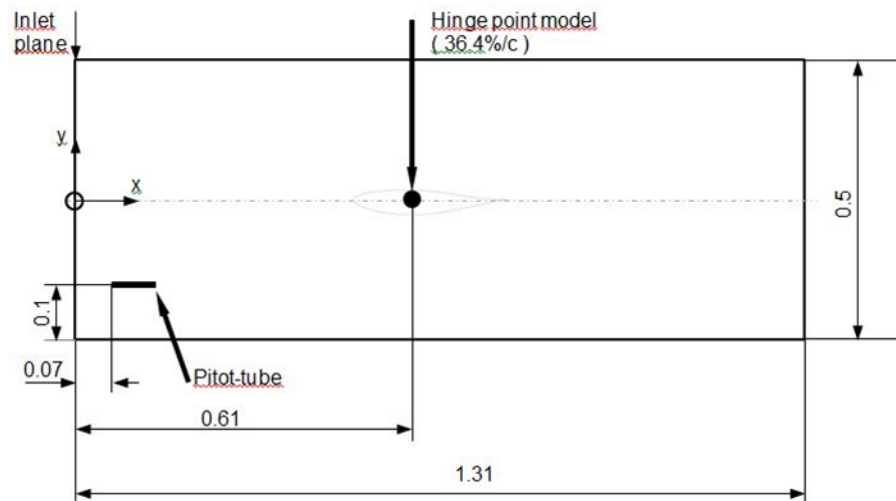 Inlet
plane
Hinge point model
( 36.4%/c )
y
x
0.5
0.1
0.07
Pitot-tube
0.61
1.31